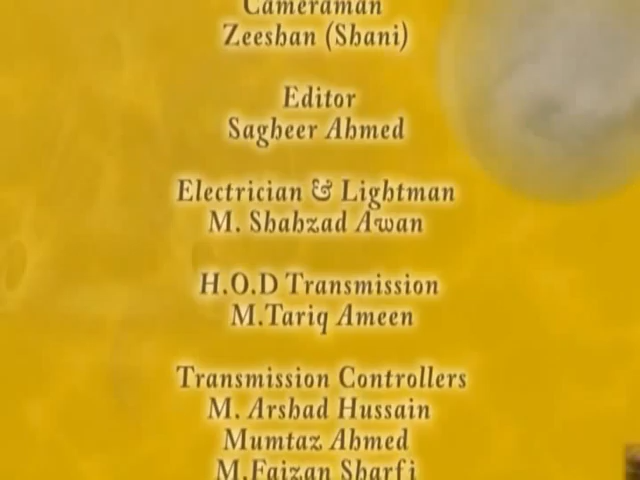 Cameraman
Zeeshan (Shani)
Editor
Sagheer Ahmed
Electrician & Lightman
M. Shahzad Awan
H.O.D Transmission
M.Tariq Ameen
Transmission Controllers
M. Arshad Hussain
Mumtaz Ahmed
M.Faizan Sharfi